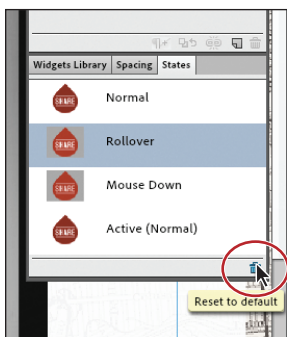 Widgets Library Spacing States
SHARE Normal
SHARE Rollover
SHARE Mouse Down
SHARE Active (Normal)
Reset to default